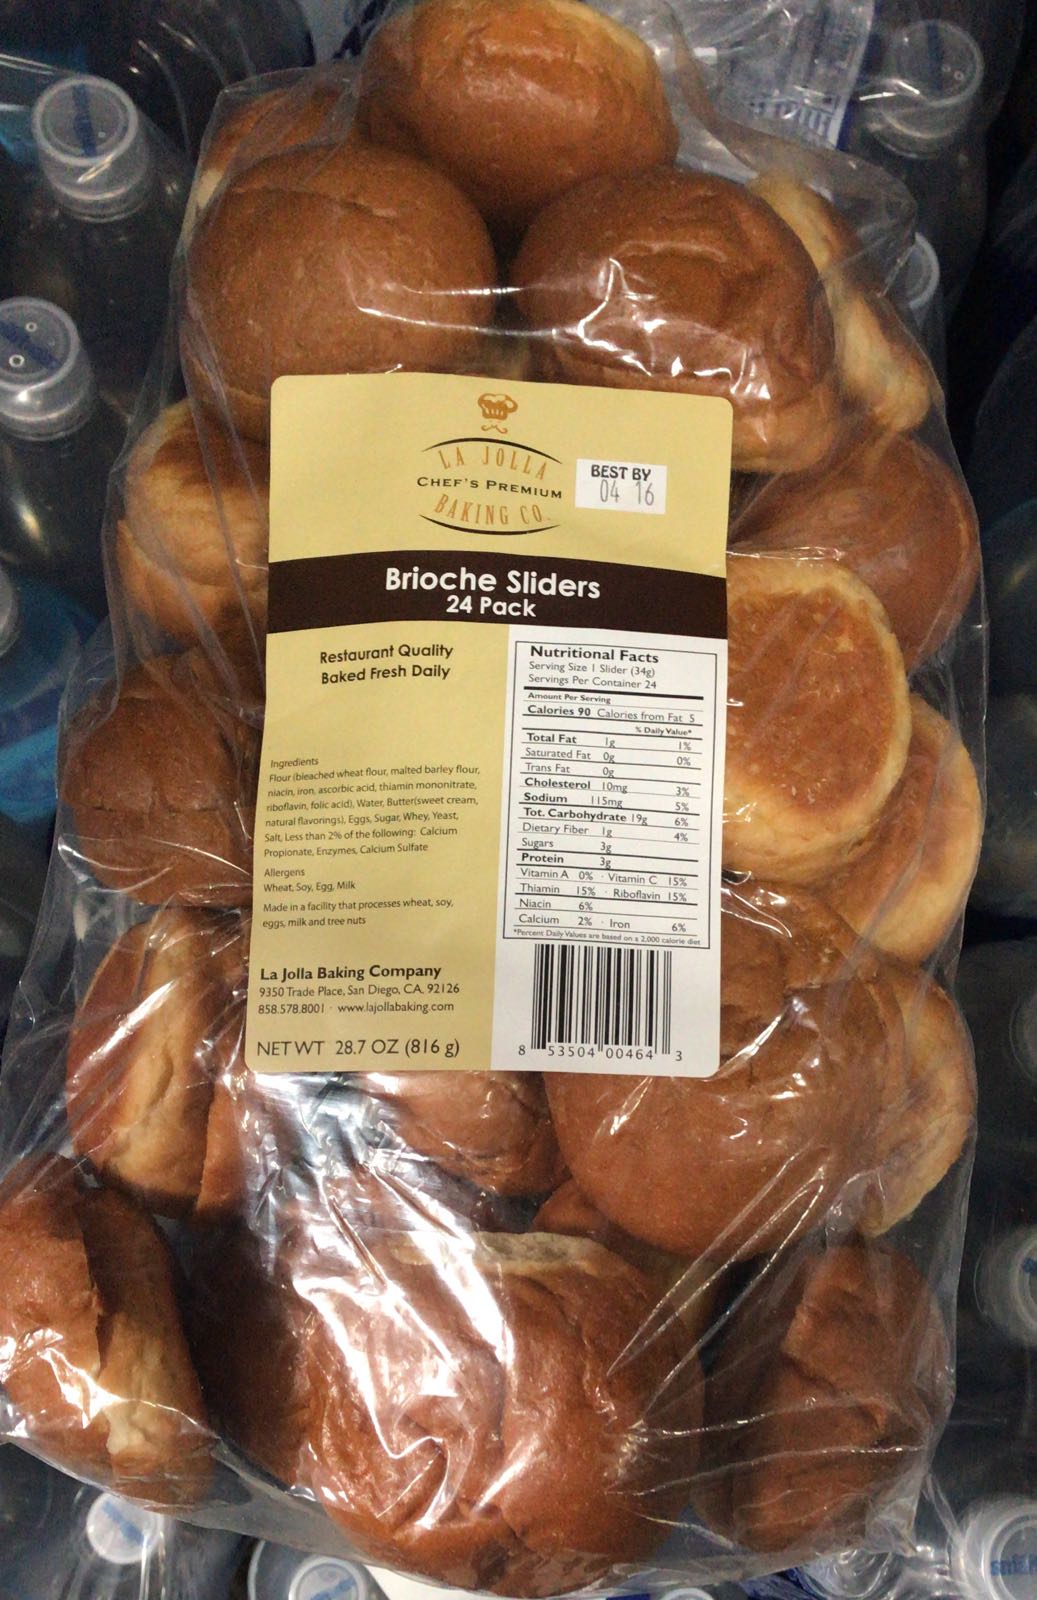 LA JOLLA
CHEF'S PREMIUM
BAKING CO.
BEST BY
04 16
Brioche Sliders
24 Pack
Restaurant Quality
Baked Fresh Daily
Ingredients
Flour (bleached wheat flour, malted barley flour,
niacin, iron, ascorbic acid, thiamin mononitrate,
riboflavin, folic acid), Water, Butter(sweet cream,
natural flavorings), Eggs, Sugar, Whey, Yeast,
Salt, Less than 2% of the following: Calcium
Propionate, Enzymes, Calcium Sulfate
Allergens
Wheat, Soy, Egg, Milk
Made in a facility that processes wheat, soy,
eggs, milk and tree nuts
La Jolla Baking Company
9350 Trade Place, San Diego, CA. 92126
858.578.8001 · www.lajollabaking.com
NET WT 28.7 OZ (816 g)
Nutritional Facts
Serving Size 1 Slider (34g)
Servings Per Container 24
Amount Per Serving
Calories 90 Calories from Fat 5
% Daily Value*
Total Fat 1g 1%
Saturated Fat 0g 0%
Trans Fat 0g
Cholesterol 10mg 3%
Sodium 115mg 5%
Tot. Carbohydrate 19g 6%
Dietary Fiber 1g 4%
Sugars 3g
Protein 3g
Vitamin A 0% · Vitamin C 15%
Thiamin 15% · Riboflavin 15%
Niacin 6%
Calcium 2% · Iron 6%
*Percent Daily Values are based on a 2,000 calorie diet
8 53504 00464 3